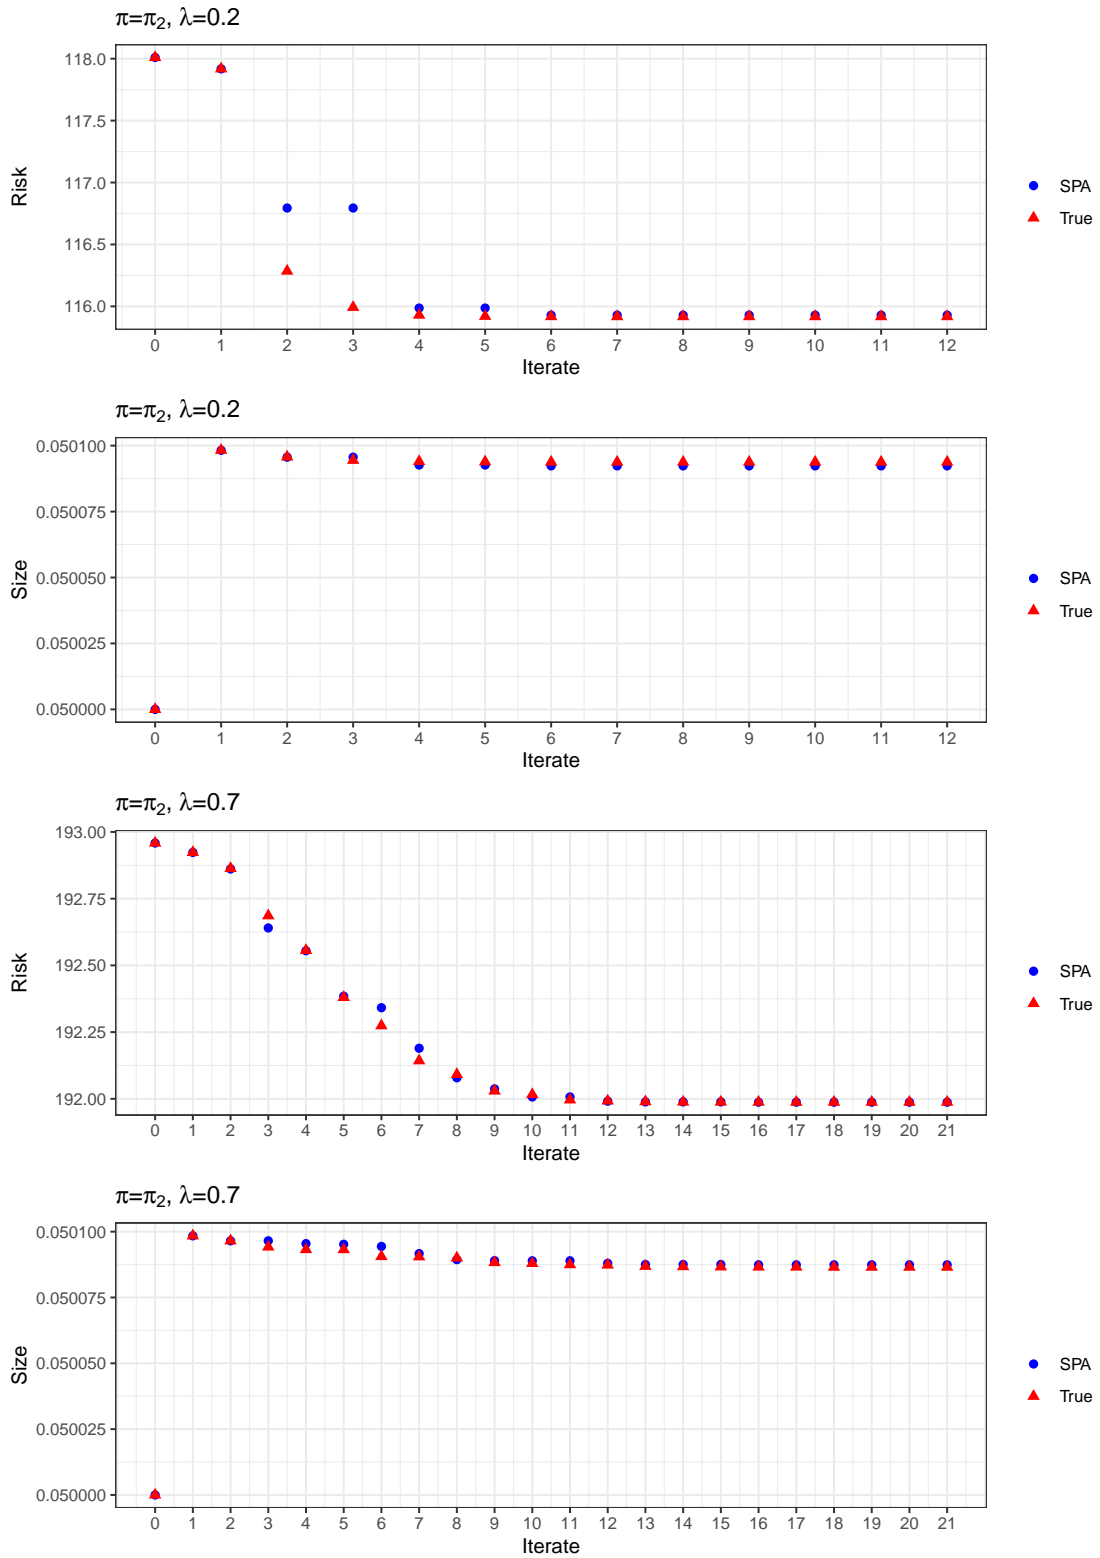 π=π₂, λ=0.2
118.0
117.5
117.0
116.5
116.0
Risk
0 1 2 3 4 5 6 7 8 9 10 11 12
Iterate
SPA
True
π=π₂, λ=0.2
0.050100
0.050075
0.050050
0.050025
0.050000
Size
0 1 2 3 4 5 6 7 8 9 10 11 12
Iterate
SPA
True
π=π₂, λ=0.7
193.00
192.75
192.50
192.25
192.00
Risk
0 1 2 3 4 5 6 7 8 9 10 11 12 13 14 15 16 17 18 19 20 21
Iterate
SPA
True
π=π₂, λ=0.7
0.050100
0.050075
0.050050
0.050025
0.050000
Size
0 1 2 3 4 5 6 7 8 9 10 11 12 13 14 15 16 17 18 19 20 21
Iterate
SPA
True